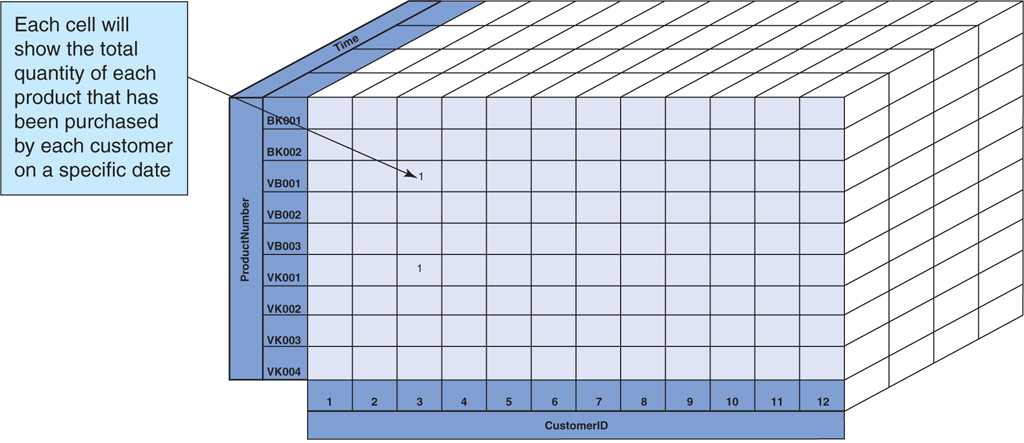 Each cell will
show the total
quantity of each
product that has
been purchased
by each customer
on a specific date
Time
ProductNumber
BK001
BK002
VB001 1
VB002
VB003
VK001 1
VK002
VK003
VK004
1 2 3 4 5 6 7 8 9 10 11 12
CustomerID